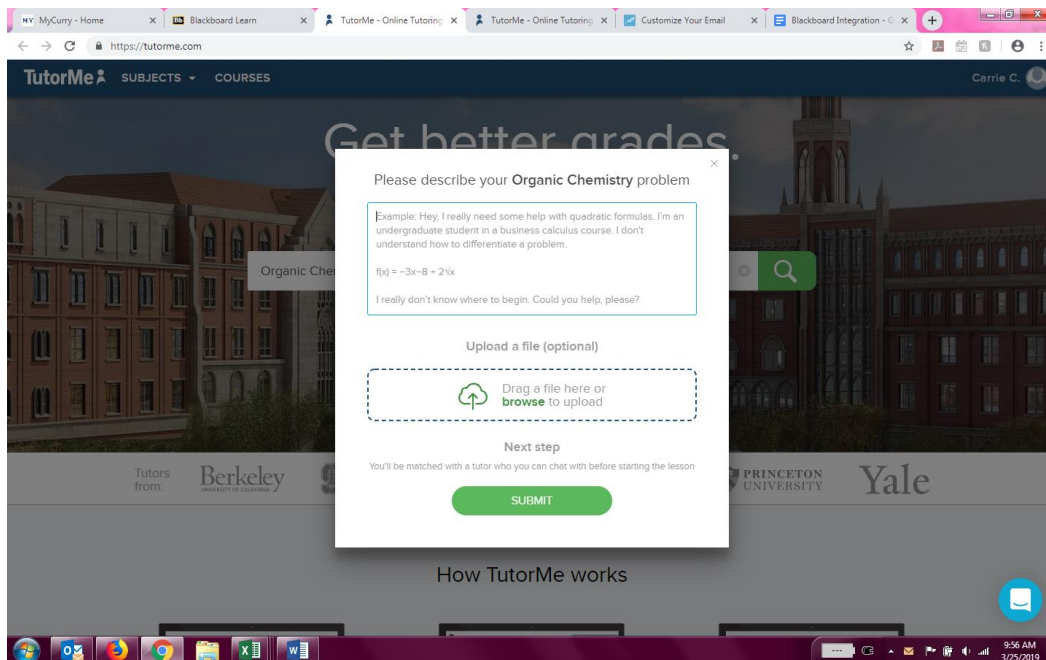 MyCurry - Home
Blackboard Learn
TutorMe - Online Tutoring
TutorMe - Online Tutoring
Customize Your Email
Blackboard Integration - G
https://tutorme.com
TutorMe SUBJECTS COURSES
Carrie C.
Get better grades.
Please describe your Organic Chemistry problem
Example: Hey, I really need some help with quadratic formulas. I'm an
undergraduate student in a business calculus course. I don't
understand how to differentiate a problem.
f(x) = −3x−8 + 2√x
I really don't know where to begin. Could you help, please?
Organic Che
Upload a file (optional)
Drag a file here or
browse to upload
Next step
You'll be matched with a tutor who you can chat with before starting the lesson
SUBMIT
Tutors
from:
Berkeley
UNIVERSITY OF CALIFORNIA
PRINCETON
UNIVERSITY
Yale
How TutorMe works
9:56 AM
3/25/2019